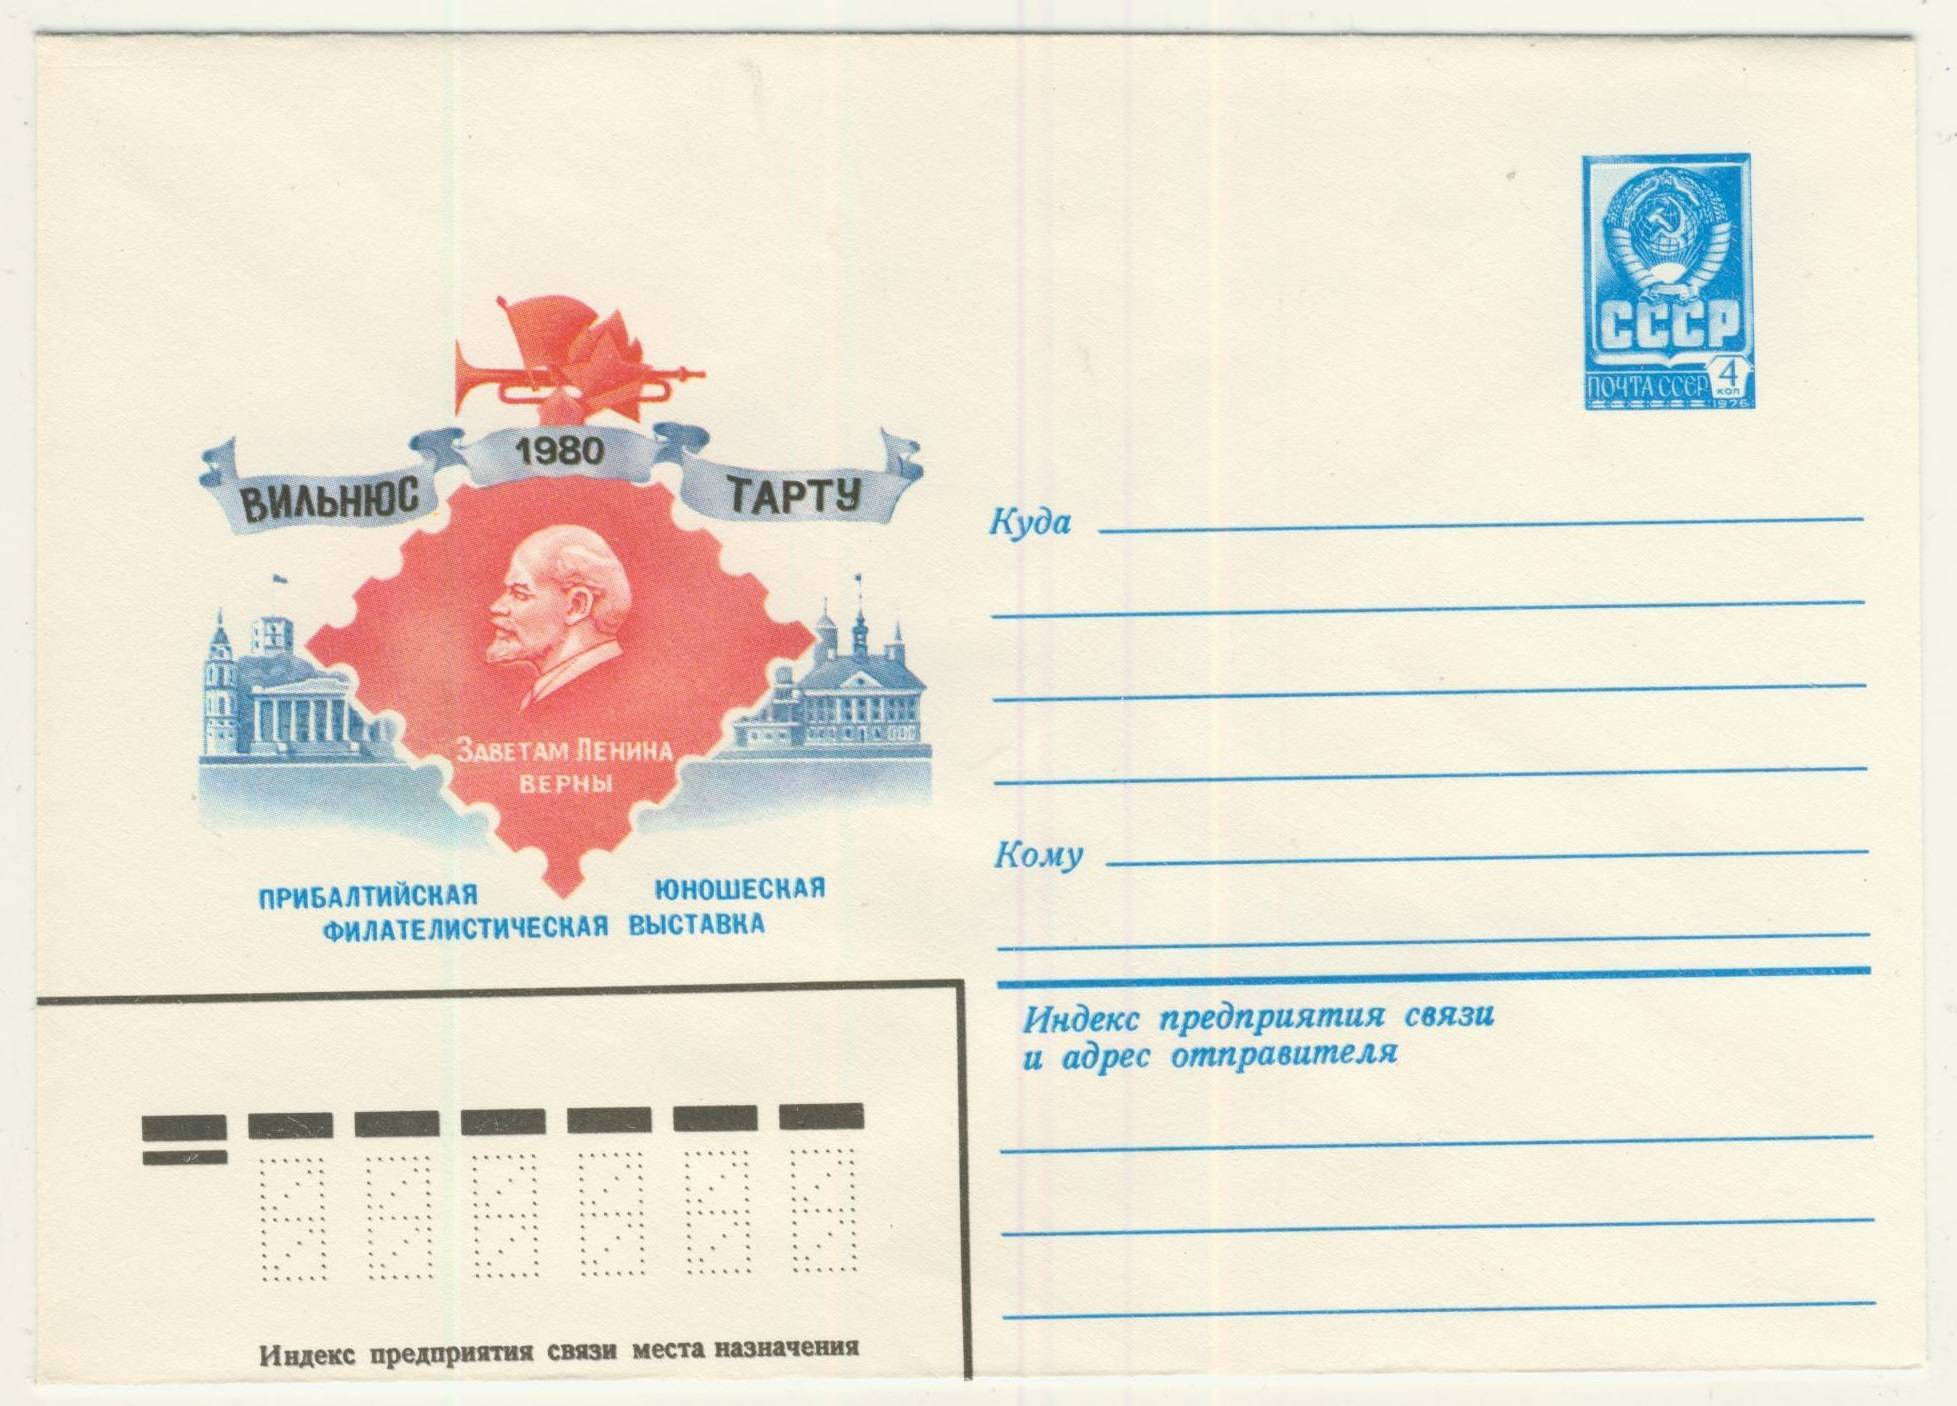 СССР
ПОЧТА СССР 4 КОП
1976
1980
ВИЛЬНЮС ТАРТУ
ЗАВЕТАМ ЛЕНИНА
ВЕРНЫ
ПРИБАЛТИЙСКАЯ ЮНОШЕСКАЯ
ФИЛАТЕЛИСТИЧЕСКАЯ ВЫСТАВКА
Куда
Кому
Индекс предприятия связи
и адрес отправителя
Индекс предприятия связи места назначения